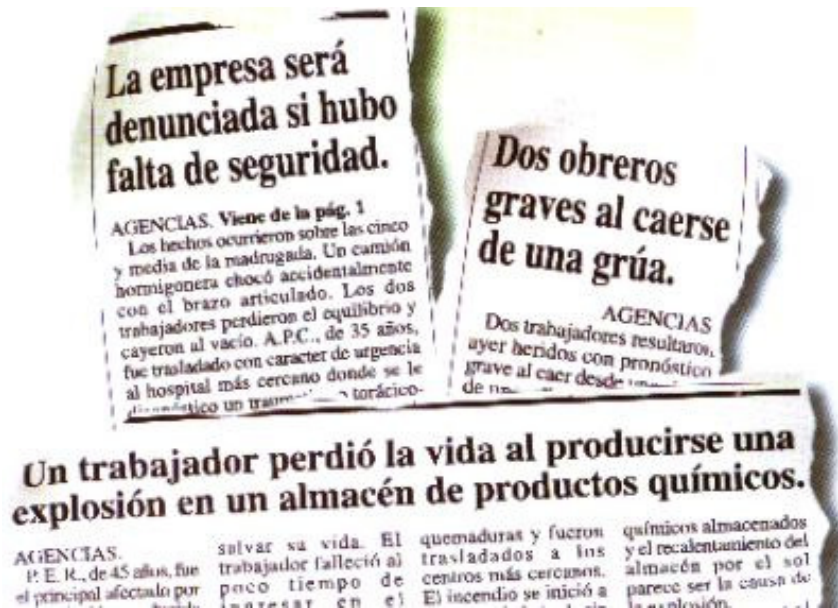 La empresa será
denunciada si hubo
falta de seguridad.
AGENCIAS. Viene de la pág. 1
Los hechos ocurrieron sobre las cinco
y media de la madrugada. Un camión
hormigonera chocó accidentalmente
con el brazo articulado. Los dos
trabajadores perdieron el equilibrio y
cayeron al vacío. A.P.C., de 35 años,
fue trasladado con caracter de urgencia
al hospital más cercano donde se le
un torácico-
Dos obreros
graves al caerse
de una grúa.
AGENCIAS
Dos trabajadores resultaron,
ayer heridos con pronóstico
grave al caer desde
de
Un trabajador perdió la vida al producirse una
explosión en un almacén de productos químicos.
AGENCIAS.
P. E. R., de 45 años, fue
el principal afectado por
salvar su vida. El
trabajador falleció al
poco tiempo de
ingresar en el
quemaduras y fueron
trasladados a los
centros más cercanos.
El incendio se inició a
químicos almacenados
y el recalentamiento del
almacén por el sol
parece ser la causa de
la explosión.